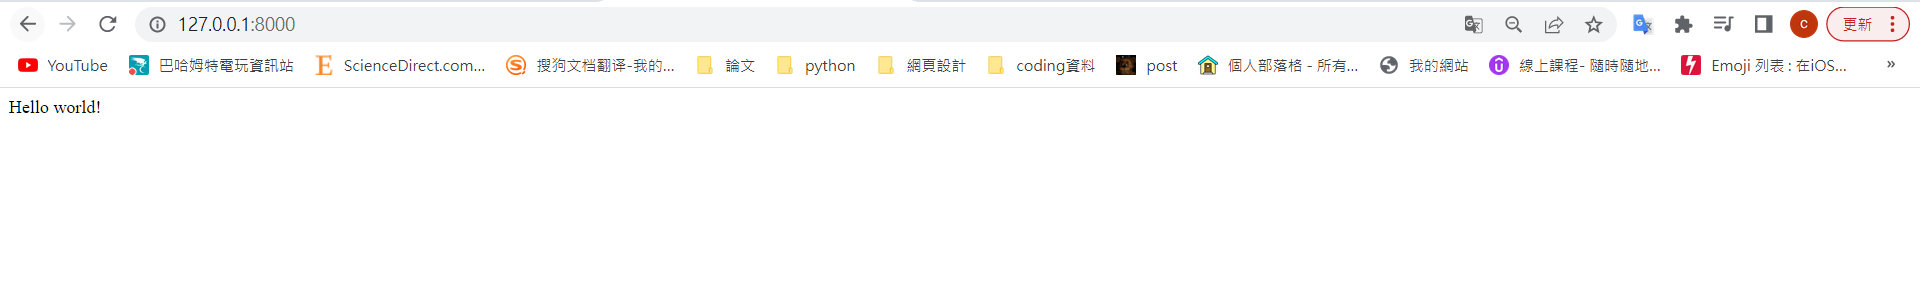 127.0.0.1:8000
C
更新
YouTube 巴哈姆特電玩資訊站 ScienceDirect.com... 搜狗文档翻译-我的... 論文 python 網頁設計 coding資料 post 個人部落格 - 所有... 我的網站 線上課程- 隨時隨地... Emoji 列表 : 在iOS... »
Hello world!